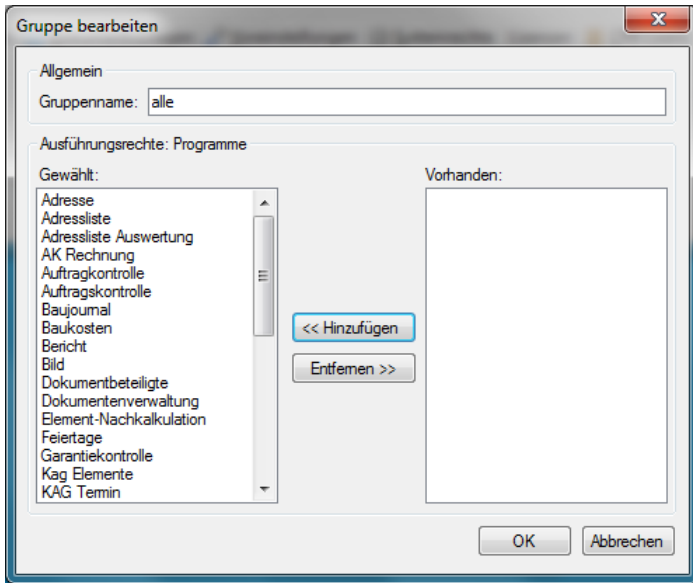 Gruppe bearbeiten
Allgemein
Gruppenname: alle
Ausführungsrechte: Programme
Gewählt: Vorhanden:
Adresse
Adressliste
Adressliste Auswertung
AK Rechnung
Auftragkontrolle
Auftragskontrolle
Baujournal
Baukosten
Bericht
Bild
Dokumentbeteiligte
Dokumentenverwaltung
Element-Nachkalkulation
Feiertage
Garantiekontrolle
Kag Elemente
KAG Termin
<< Hinzufügen
Entfernen >>
OK Abbrechen